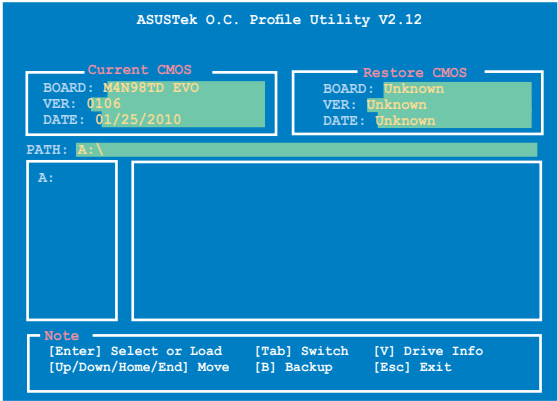 ASUSTek O.C. Profile Utility V2.12
Current CMOS
BOARD: M4N98TD EVO
VER: 0106
DATE: 01/25/2010
Restore CMOS
BOARD: Unknown
VER: Unknown
DATE: Unknown
PATH: A:\
A:
Note
[Enter] Select or Load [Tab] Switch [V] Drive Info
[Up/Down/Home/End] Move [B] Backup [Esc] Exit